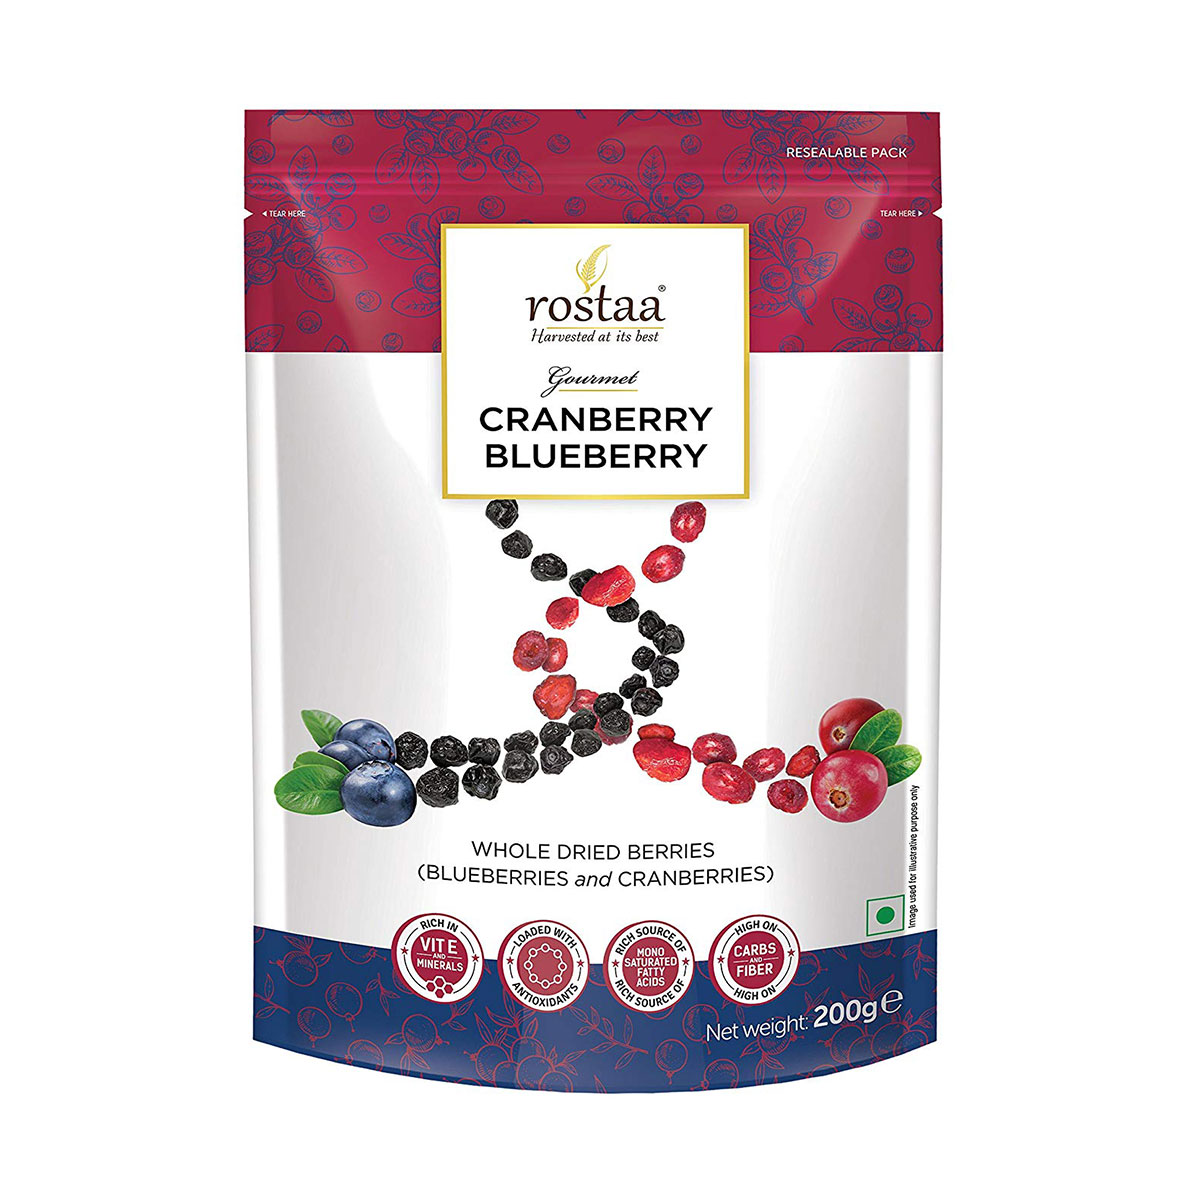 RESEALABLE PACK
TEAR HERE
TEAR HERE
rostaa®
Harvested at its best
Gourmet
CRANBERRY
BLUEBERRY
WHOLE DRIED BERRIES
(BLUEBERRIES and CRANBERRIES)
Image used for illustrative purpose only
RICH IN
VIT E
AND
MINERALS
LOADED WITH
ANTIOXIDANTS
RICH SOURCE OF
MONO
SATURATED
FATTY
ACIDS
RICH SOURCE OF
HIGH ON
CARBS
AND
FIBER
HIGH ON
Net weight: 200g℮